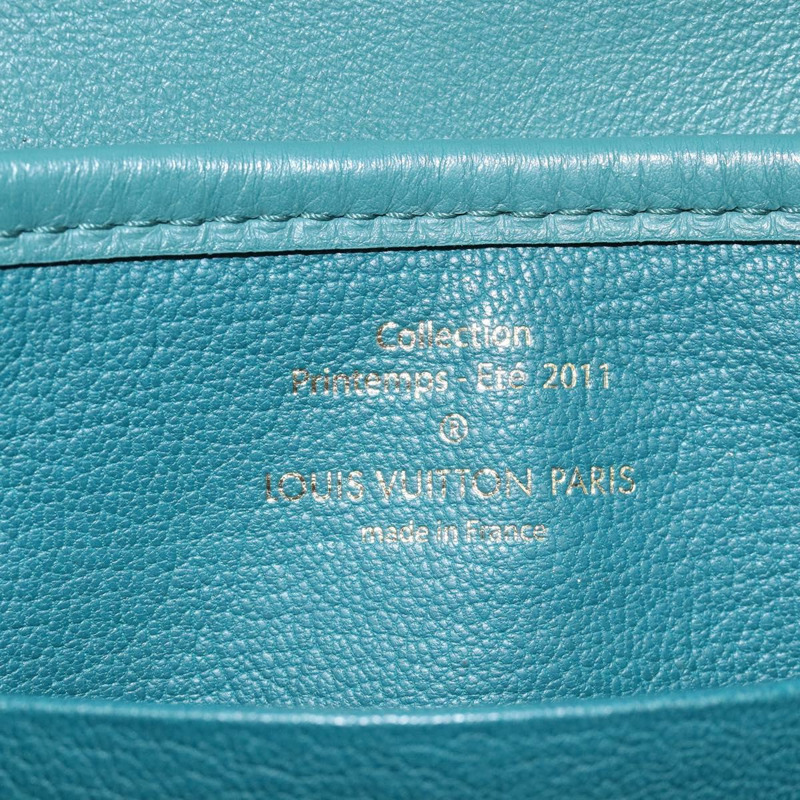 Collection
Printemps - Eté 2011
®
LOUIS VUITTON PARIS
made in France